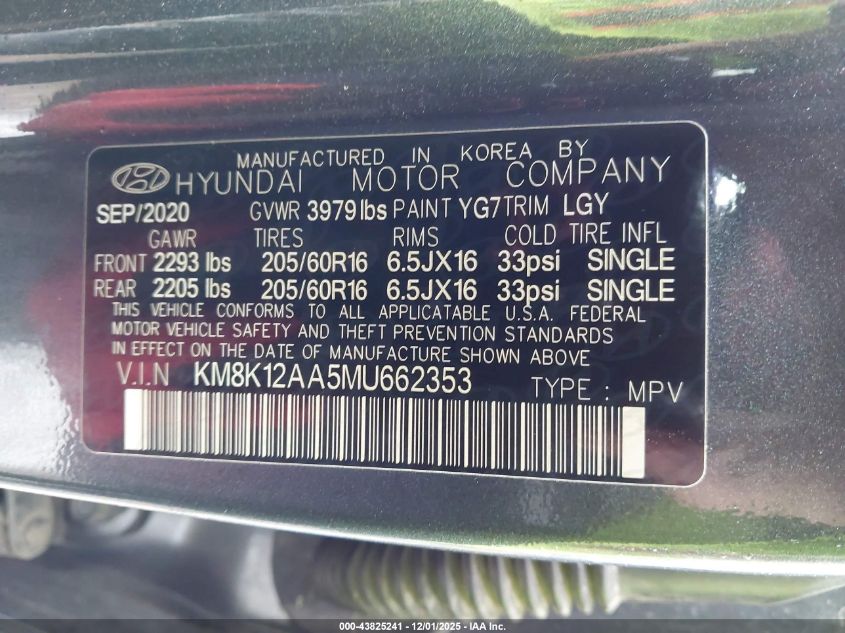 MANUFACTURED IN KOREA BY
HYUNDAI MOTOR COMPANY
SEP/2020 GVWR 3979lbs PAINT YG7 TRIM LGY
GAWR TIRES RIMS COLD TIRE INFL
FRONT 2293 lbs 205/60R16 6.5JX16 33psi SINGLE
REAR 2205 lbs 205/60R16 6.5JX16 33psi SINGLE
THIS VEHICLE CONFORMS TO ALL APPLICATABLE U.S.A. FEDERAL
MOTOR VEHICLE SAFETY AND THEFT PREVENTION STANDARDS
IN EFFECT ON THE DATE OF MANUFACTURE SHOWN ABOVE
V.I.N KM8K12AA5MU662353 TYPE : MPV
000-43825241 - 12/01/2025 - IAA Inc.